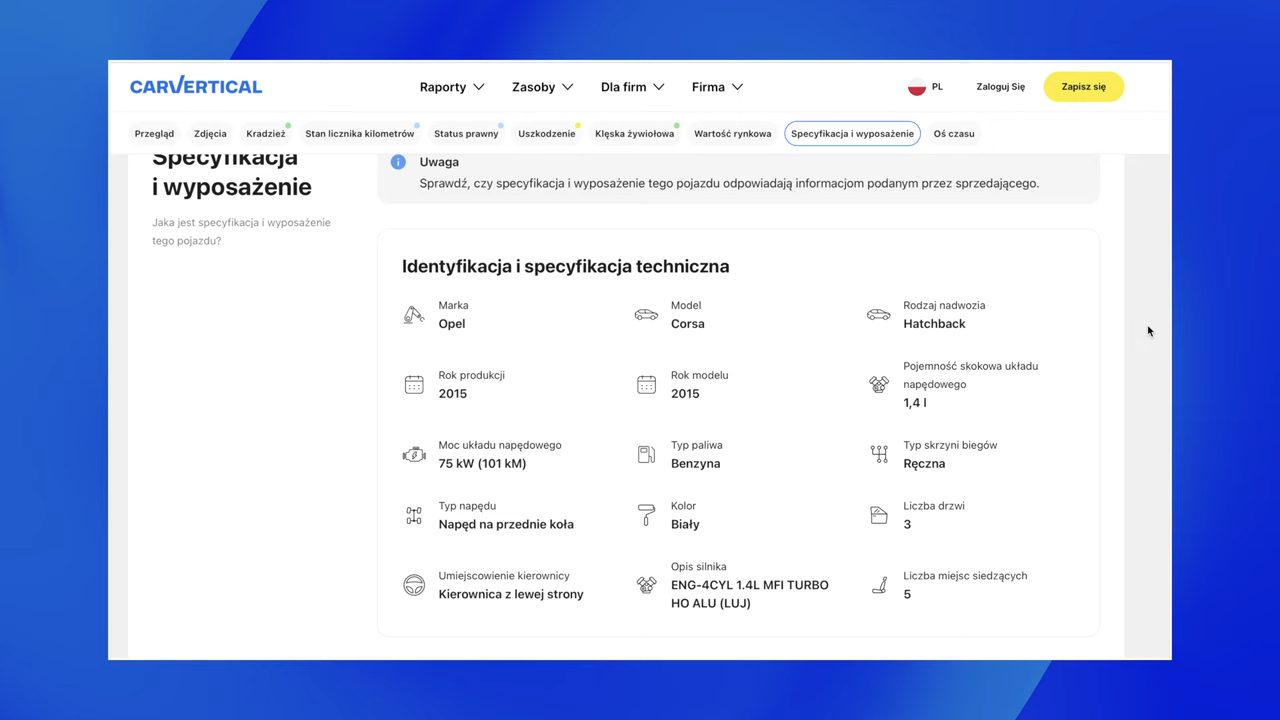 CARVERTICAL
Raporty
Zasoby
Dla firm
Firma
PL
Zaloguj Się
Zapisz się
Przegląd
Zdjęcia
Kradzież
Stan licznika kilometrów
Status prawny
Uszkodzenie
Klęska żywiołowa
Wartość rynkowa
Specyfikacja i wyposażenie
Oś czasu
Specyfikacja
i wyposażenie
Jaka jest specyfikacja i wyposażenie
tego pojazdu?
Uwaga
Sprawdź, czy specyfikacja i wyposażenie tego pojazdu odpowiadają informacjom podanym przez sprzedającego.
Identyfikacja i specyfikacja techniczna
Marka
Opel
Model
Corsa
Rodzaj nadwozia
Hatchback
Rok produkcji
2015
Rok modelu
2015
Pojemność skokowa układu
napędowego
1,4 l
Moc układu napędowego
75 kW (101 kM)
Typ paliwa
Benzyna
Typ skrzyni biegów
Ręczna
Typ napędu
Napęd na przednie koła
Kolor
Biały
Liczba drzwi
3
Umiejscowienie kierownicy
Kierownica z lewej strony
Opis silnika
ENG-4CYL 1.4L MFI TURBO
HO ALU (LUJ)
Liczba miejsc siedzących
5